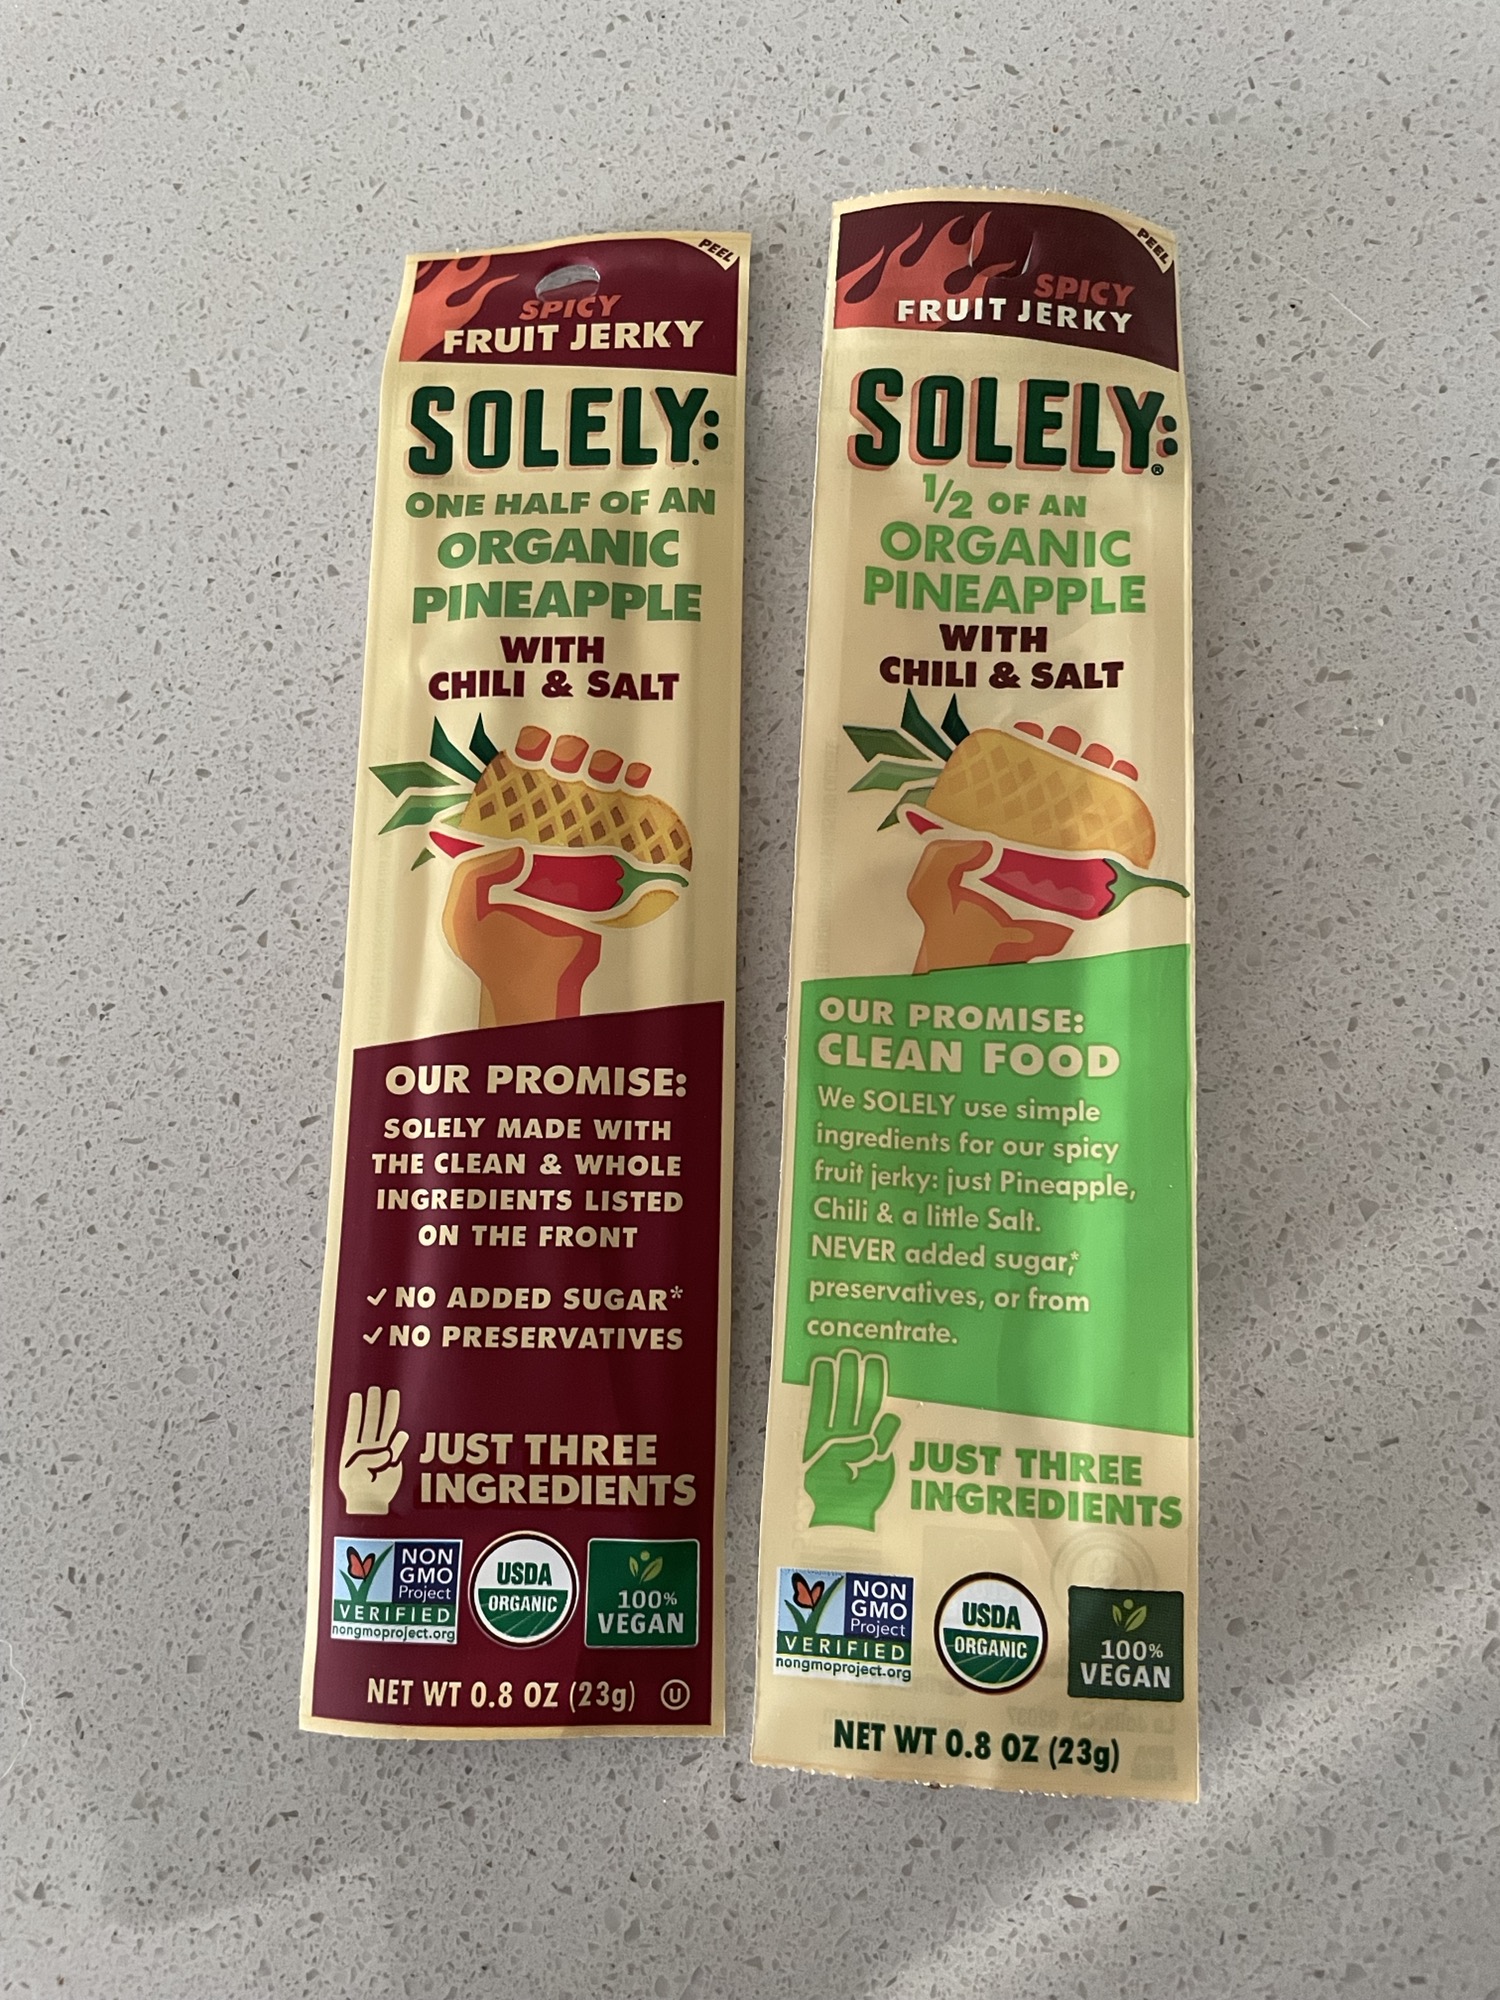 PEEL
SPICY
FRUIT JERKY
SOLELY:
ONE HALF OF AN
ORGANIC
PINEAPPLE
WITH
CHILI & SALT
OUR PROMISE:
SOLELY MADE WITH
THE CLEAN & WHOLE
INGREDIENTS LISTED
ON THE FRONT
✓ NO ADDED SUGAR*
✓ NO PRESERVATIVES
JUST THREE
INGREDIENTS
NON
GMO
Project
VERIFIED
nongmoproject.org
USDA
ORGANIC
100%
VEGAN
NET WT 0.8 OZ (23g) U
PEEL
SPICY
FRUIT JERKY
SOLELY:®
1/2 OF AN
ORGANIC
PINEAPPLE
WITH
CHILI & SALT
OUR PROMISE:
CLEAN FOOD
We SOLELY use simple
ingredients for our spicy
fruit jerky: just Pineapple,
Chili & a little Salt.
NEVER added sugar,*
preservatives, or from
concentrate.
JUST THREE
INGREDIENTS
NON
GMO
Project
VERIFIED
nongmoproject.org
USDA
ORGANIC
100%
VEGAN
NET WT 0.8 OZ (23g)